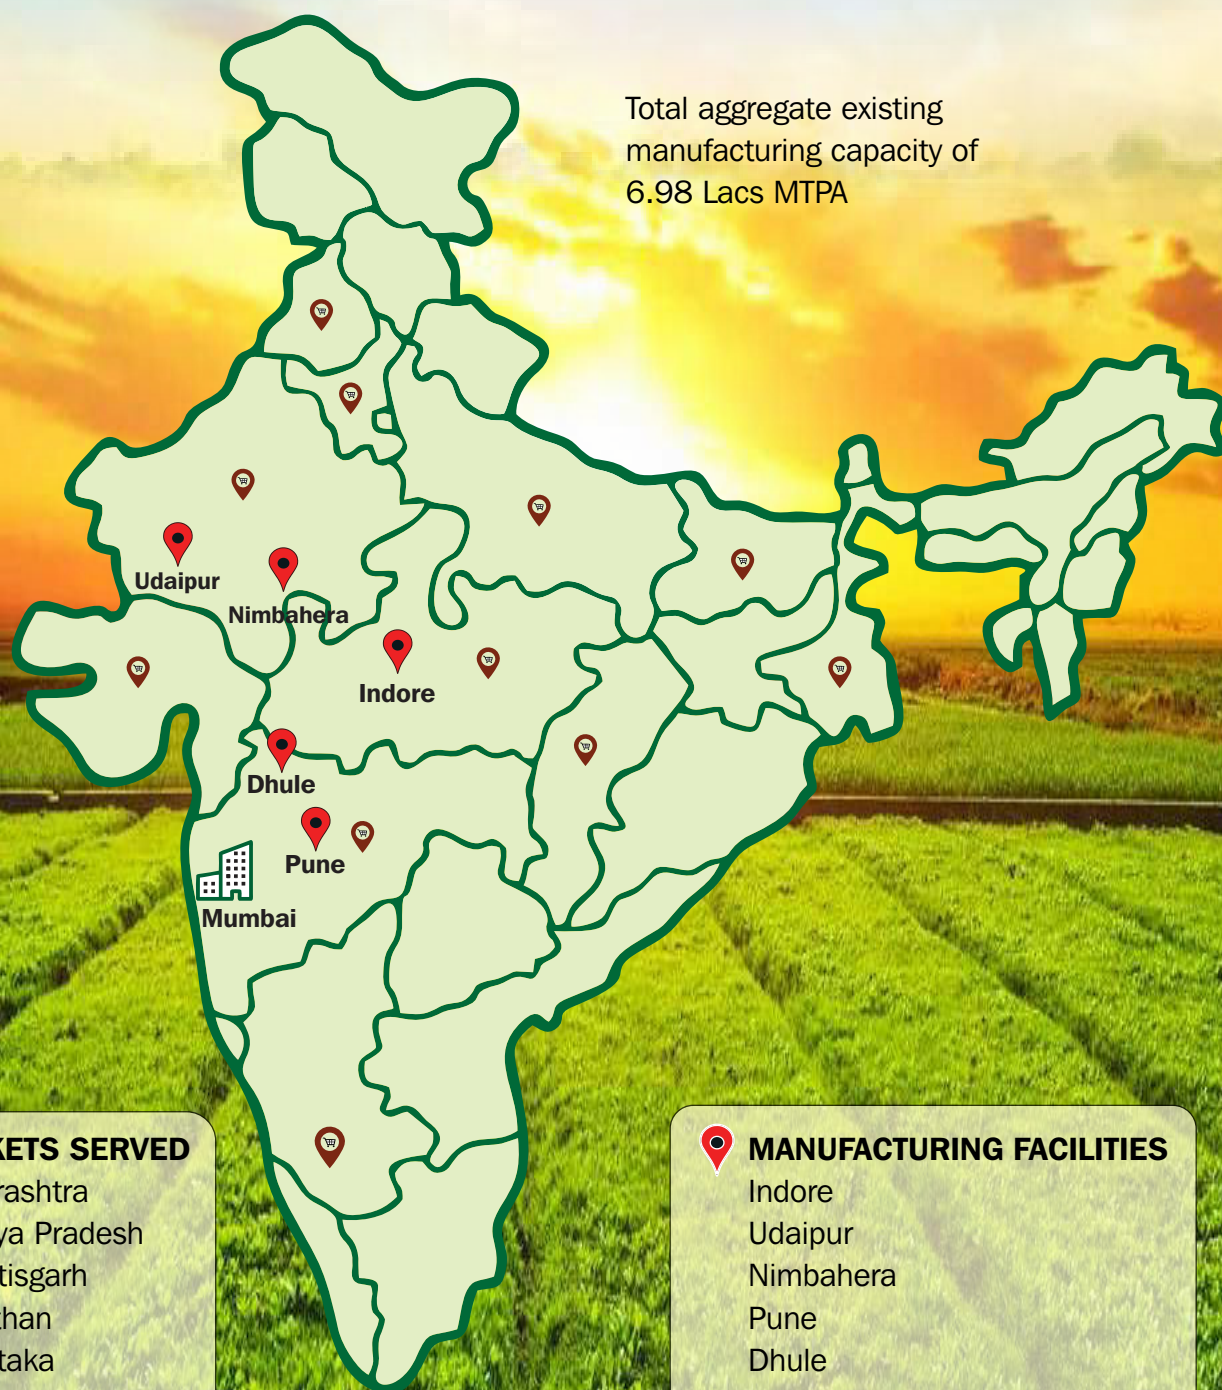 Total aggregate existing
manufacturing capacity of
6.98 Lacs MTPA
Udaipur
Nimbahera
Indore
Dhule
Pune
Mumbai
KETS SERVED
rashtra
ya Pradesh
tisgarh
than
taka
MANUFACTURING FACILITIES
Indore
Udaipur
Nimbahera
Pune
Dhule